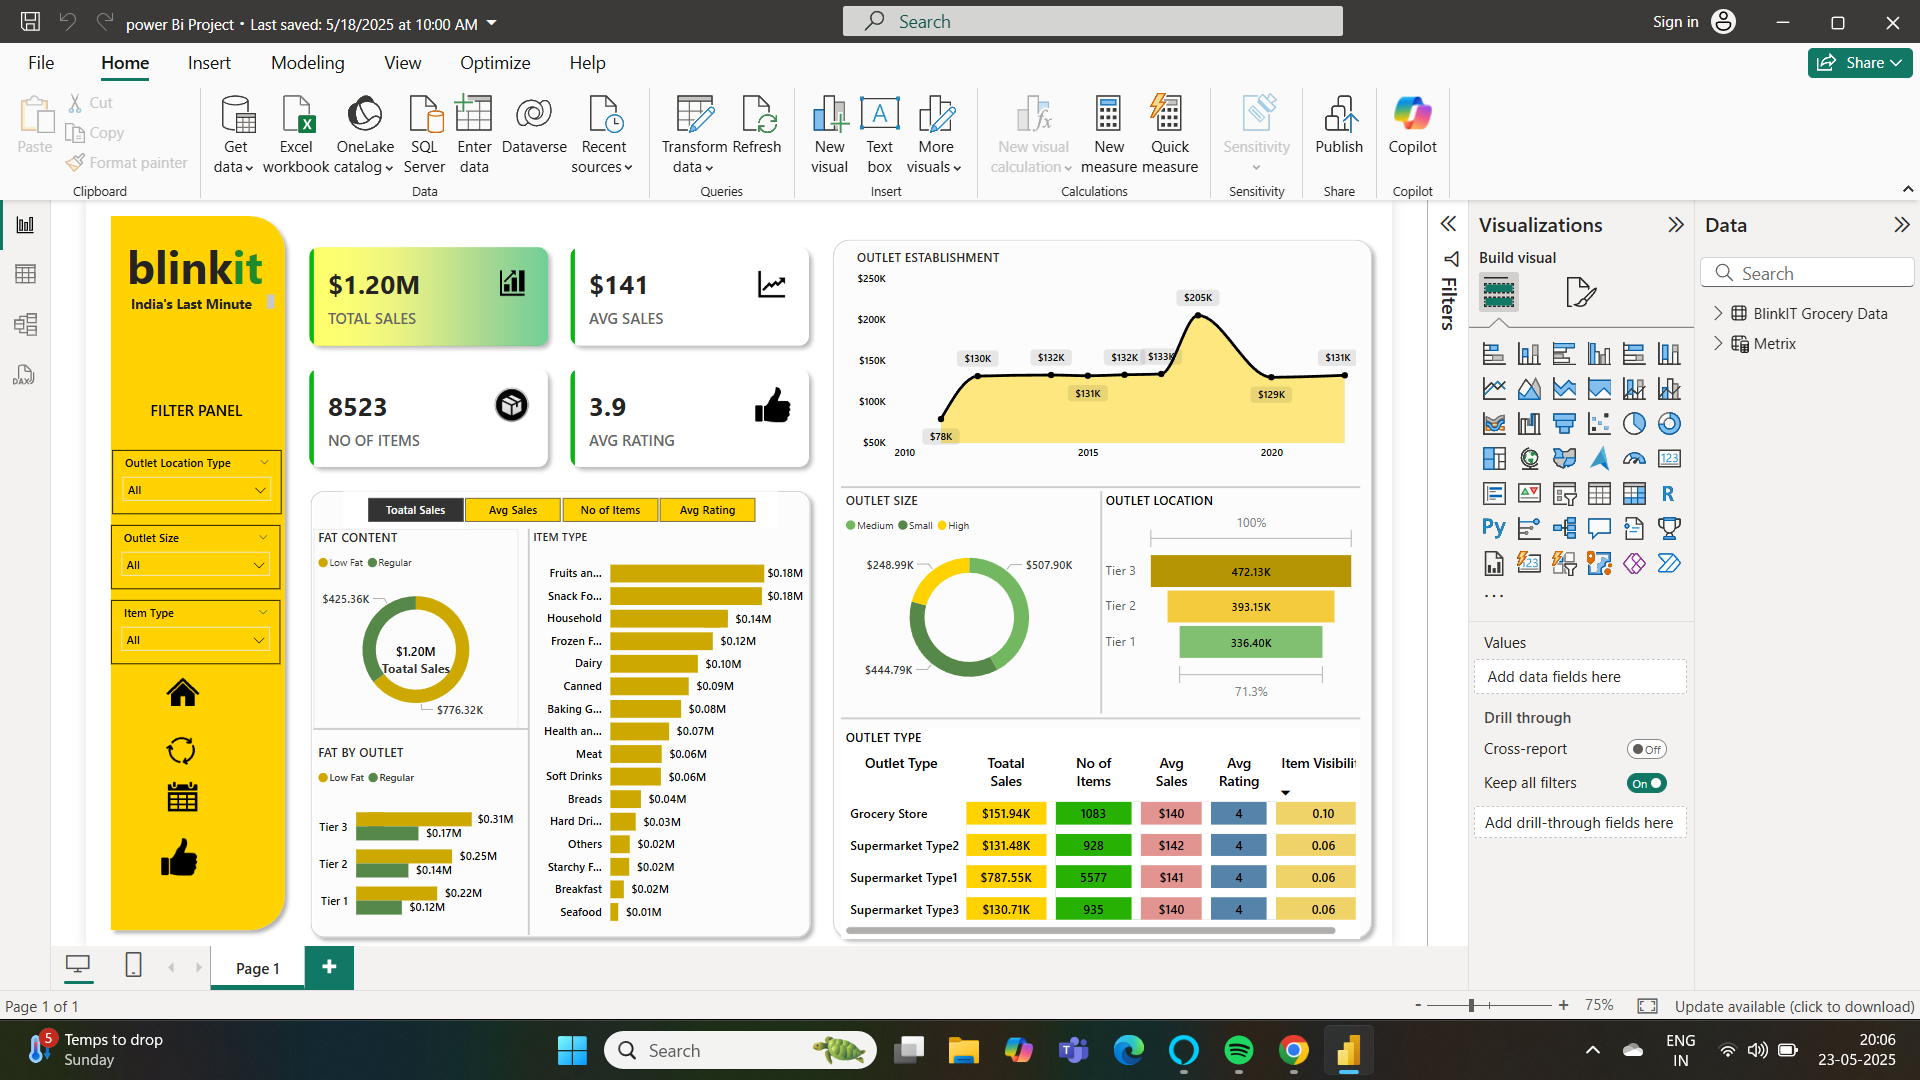 power Bi Project • Last saved: 5/18/2025 at 10:00 AM
Search
Sign in
File Home Insert Modeling View Optimize Help
Share
Paste
Cut
Copy
Format painter
Clipboard
Get data
Excel workbook
OneLake catalog
SQL Server
Enter data
Dataverse
Recent sources
Data
Transform data
Refresh
Queries
New visual
Text box
More visuals
Insert
New visual calculation
New measure
Quick measure
Calculations
Sensitivity
Sensitivity
Publish
Share
Copilot
Copilot
blinkit
India's Last Minute
FILTER PANEL
Outlet Location Type
All
Outlet Size
All
Item Type
All
$1.20M
TOTAL SALES
$141
AVG SALES
8523
NO OF ITEMS
3.9
AVG RATING
Toatal Sales Avg Sales No of Items Avg Rating
FAT CONTENT
Low Fat Regular
$425.36K
$1.20M
Toatal Sales
$776.32K
FAT BY OUTLET
Low Fat Regular
Tier 3 $0.31M
$0.17M
Tier 2 $0.25M
$0.14M
Tier 1 $0.22M
$0.12M
ITEM TYPE
Fruits an... $0.18M
Snack Fo... $0.18M
Household $0.14M
Frozen F... $0.12M
Dairy $0.10M
Canned $0.09M
Baking G... $0.08M
Health an... $0.07M
Meat $0.06M
Soft Drinks $0.06M
Breads $0.04M
Hard Dri... $0.03M
Others $0.02M
Starchy F... $0.02M
Breakfast $0.02M
Seafood $0.01M
OUTLET ESTABLISHMENT
$250K
$200K
$150K
$100K
$50K
$78K
$130K
$132K
$131K
$132K
$133K
$205K
$129K
$131K
2010 2015 2020
OUTLET SIZE
Medium Small High
$248.99K
$507.90K
$444.79K
OUTLET LOCATION
100%
Tier 3 472.13K
Tier 2 393.15K
Tier 1 336.40K
71.3%
OUTLET TYPE
Outlet Type Toatal Sales No of Items Avg Sales Avg Rating Item Visibilit
Grocery Store $151.94K 1083 $140 4 0.10
Supermarket Type2 $131.48K 928 $142 4 0.06
Supermarket Type1 $787.55K 5577 $141 4 0.06
Supermarket Type3 $130.71K 935 $140 4 0.06
Filters
Visualizations
Build visual
123
R
Py
123
...
Values
Add data fields here
Drill through
Cross-report Off
Keep all filters On
Add drill-through fields here
Data
Search
BlinkIT Grocery Data
Metrix
DAX
Page 1
+
Page 1 of 1
- + 75%
Update available (click to download)
5
Temps to drop
Sunday
Search
ENG
IN
20:06
23-05-2025